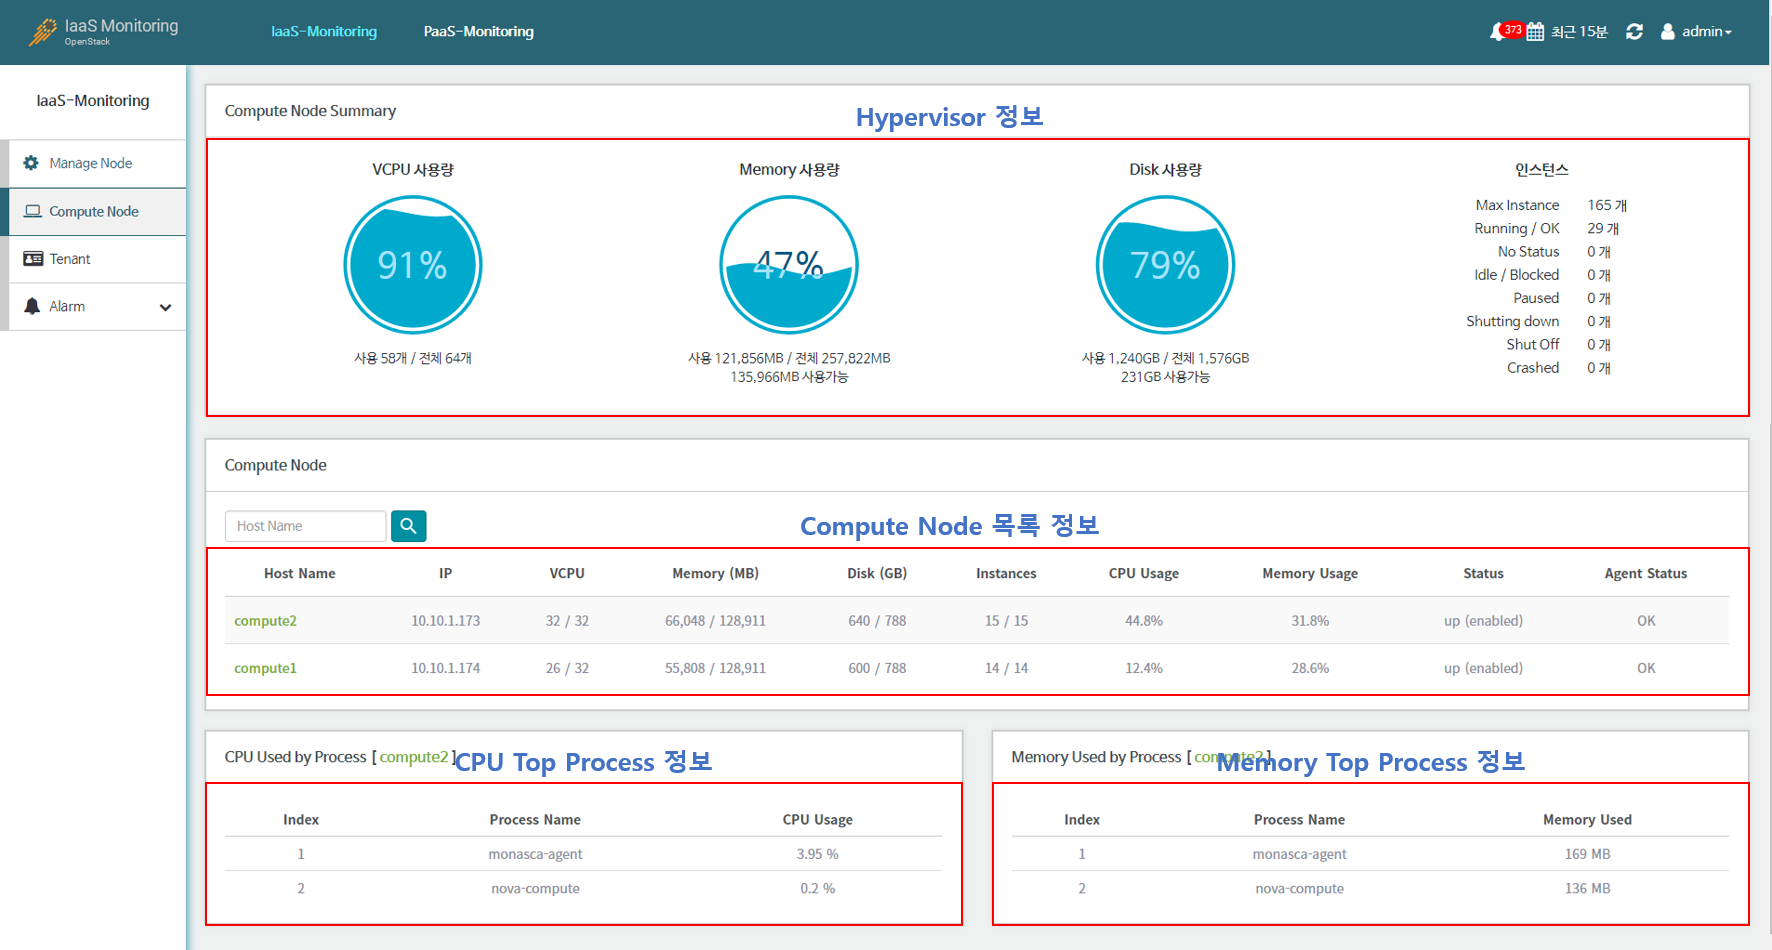 IaaS Monitoring
OpenStack
IaaS-Monitoring
PaaS-Monitoring
373
최근 15분
admin
IaaS-Monitoring
Manage Node
Compute Node
Tenant
Alarm
Compute Node Summary
Hypervisor 정보
VCPU 사용량
Memory 사용량
Disk 사용량
인스턴스
91%
47%
79%
사용 58개 / 전체 64개
사용 121,856MB / 전체 257,822MB
135,966MB 사용가능
사용 1,240GB / 전체 1,576GB
231GB 사용가능
Max Instance 165 개
Running / OK 29 개
No Status 0 개
Idle / Blocked 0 개
Paused 0 개
Shutting down 0 개
Shut Off 0 개
Crashed 0 개
Compute Node
Host Name
Compute Node 목록 정보
Host Name IP VCPU Memory (MB) Disk (GB) Instances CPU Usage Memory Usage Status Agent Status
compute2 10.10.1.173 32 / 32 66,048 / 128,911 640 / 788 15 / 15 44.8% 31.8% up (enabled) OK
compute1 10.10.1.174 26 / 32 55,808 / 128,911 600 / 788 14 / 14 12.4% 28.6% up (enabled) OK
CPU Used by Process [ compute2 ]
CPU Top Process 정보
Index Process Name CPU Usage
1 monasca-agent 3.95 %
2 nova-compute 0.2 %
Memory Used by Process [ compute2 ]
Memory Top Process 정보
Index Process Name Memory Used
1 monasca-agent 169 MB
2 nova-compute 136 MB